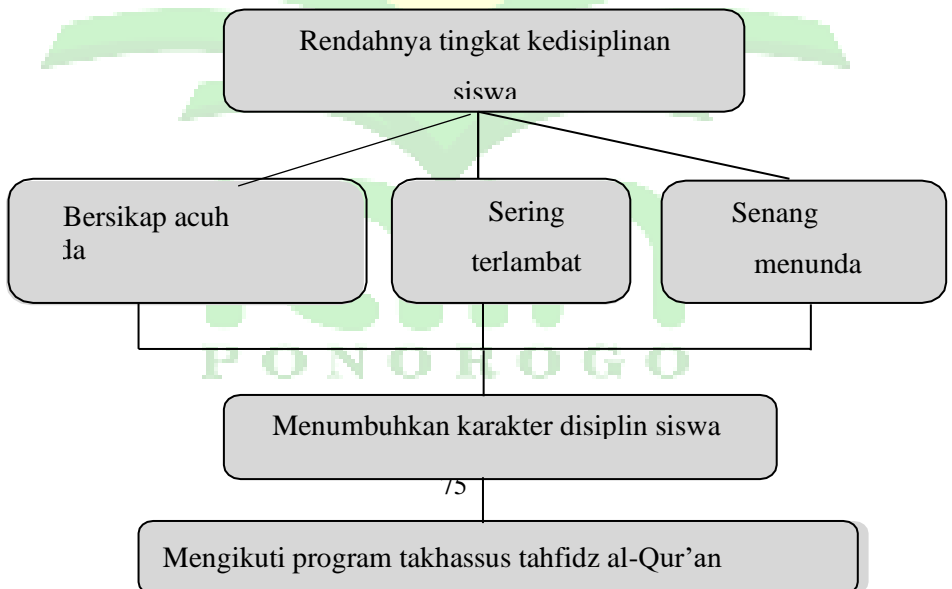 Rendahnya tingkat kedisiplinan
siswa
Bersikap acuh
da
Sering
terlambat
Senang
menunda
PONOROGO
Menumbuhkan karakter disiplin siswa
75
Mengikuti program takhassus tahfidz al-Qur’an